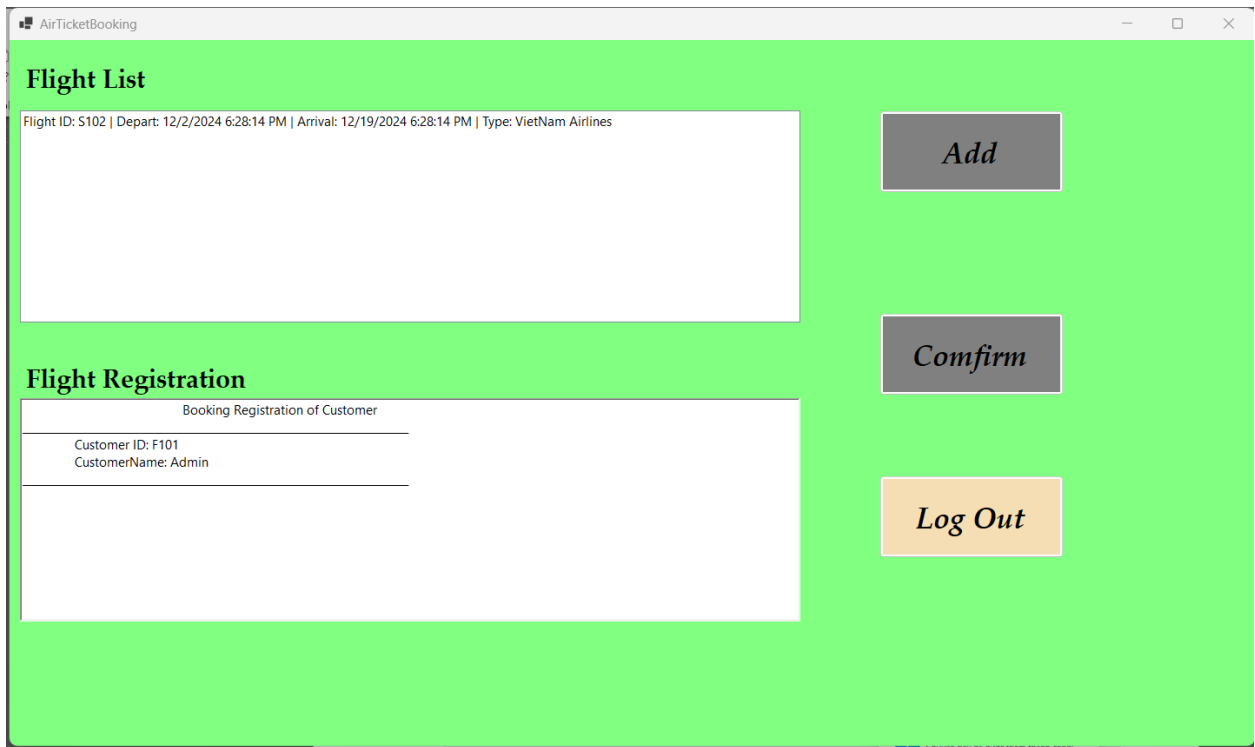 AirTicketBooking
Flight List
Flight ID: S102 | Depart: 12/2/2024 6:28:14 PM | Arrival: 12/19/2024 6:28:14 PM | Type: VietNam Airlines
Add
Comfirm
Flight Registration
Booking Registration of Customer
Customer ID: F101
CustomerName: Admin
Log Out